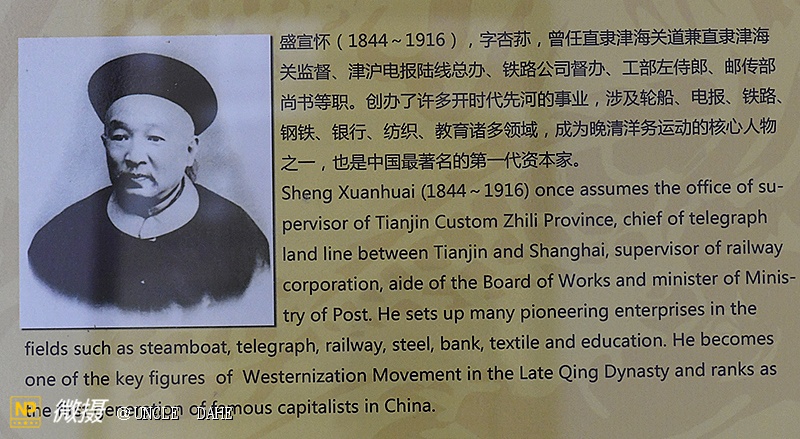 盛宣怀（1844～1916），字杏荪，曾任直隶津海关道兼直隶津海
关监督、津沪电报陆线总办、铁路公司督办、工部左侍郎、邮传部
尚书等职。创办了许多开时代先河的事业，涉及轮船、电报、铁路、
钢铁、银行、纺织、教育诸多领域，成为晚清洋务运动的核心人物
之一，也是中国最著名的第一代资本家。
Sheng Xuanhuai (1844～1916) once assumes the office of su-
pervisor of Tianjin Custom Zhili Province, chief of telegraph
land line between Tianjin and Shanghai, supervisor of railway
corporation, aide of the Board of Works and minister of Minis-
try of Post. He sets up many pioneering enterprises in the
fields such as steamboat, telegraph, railway, steel, bank, textile and education. He becomes
one of the key figures of Westernization Movement in the Late Qing Dynasty and ranks as
the first generation of famous capitalists in China.
微摄 @UNCLE DAHE